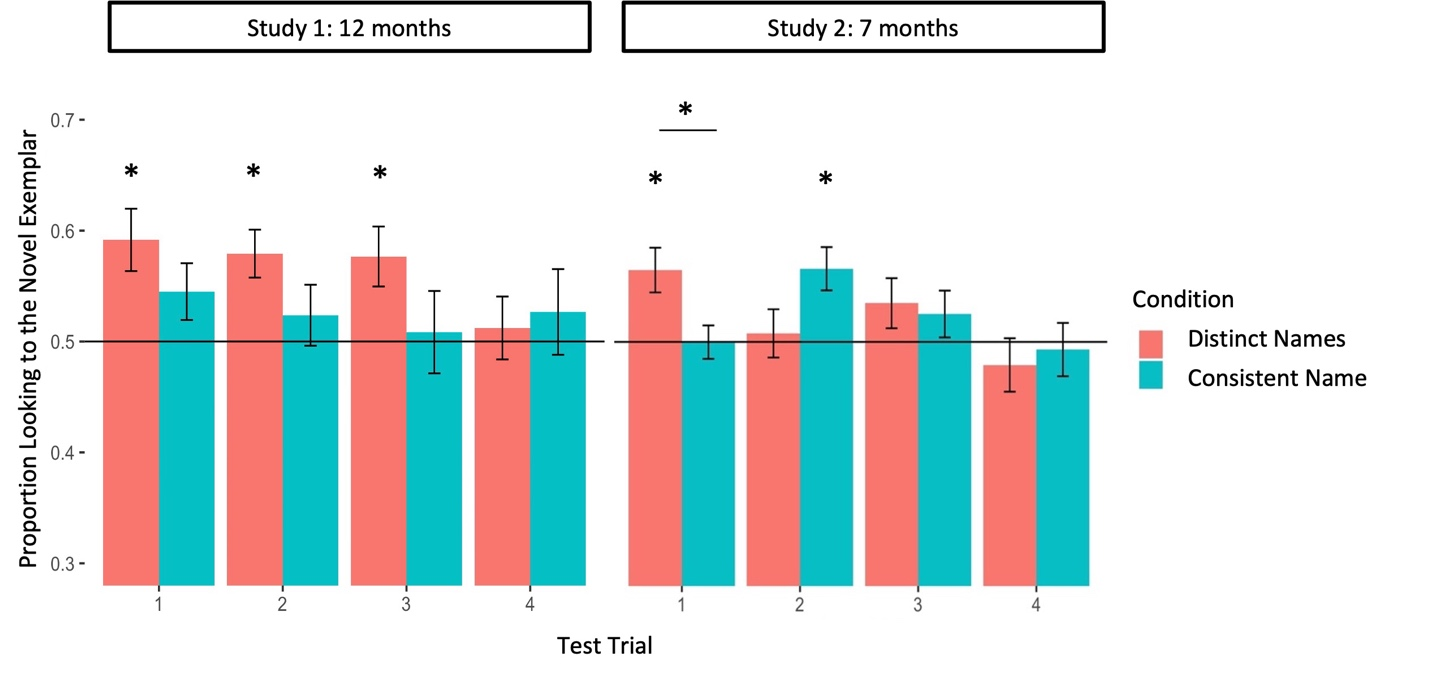 Study 1: 12 months
Study 2: 7 months
Proportion Looking to the Novel Exemplar
0.7
0.6
0.5
0.4
0.3
*
*
*
*
*
*
1
2
3
4
1
2
3
4
Test Trial
Condition
Distinct Names
Consistent Name